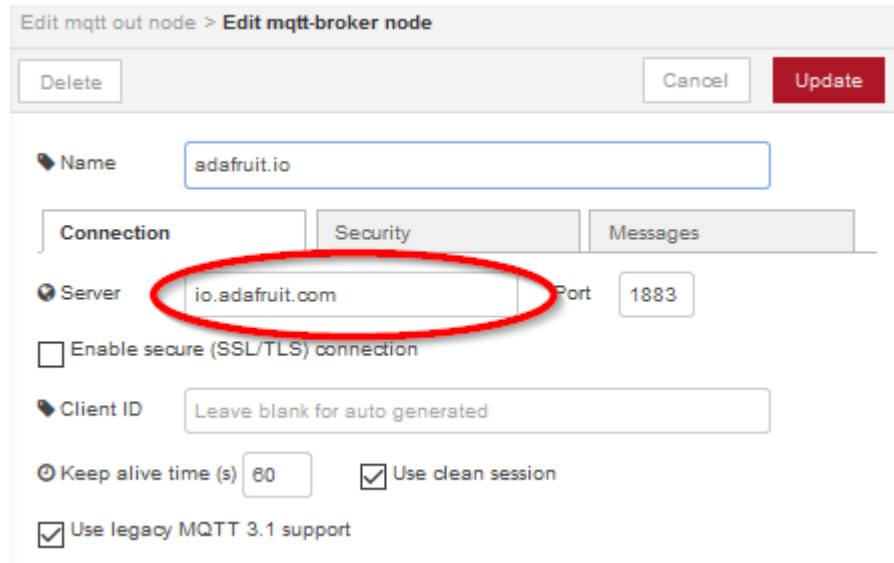 Edit mqtt out node > Edit mqtt-broker node
Delete Cancel Update
Name adafruit.io
Connection Security Messages
Server io.adafruit.com Port 1883
Enable secure (SSL/TLS) connection
Client ID Leave blank for auto generated
Keep alive time (s) 60 Use clean session
Use legacy MQTT 3.1 support